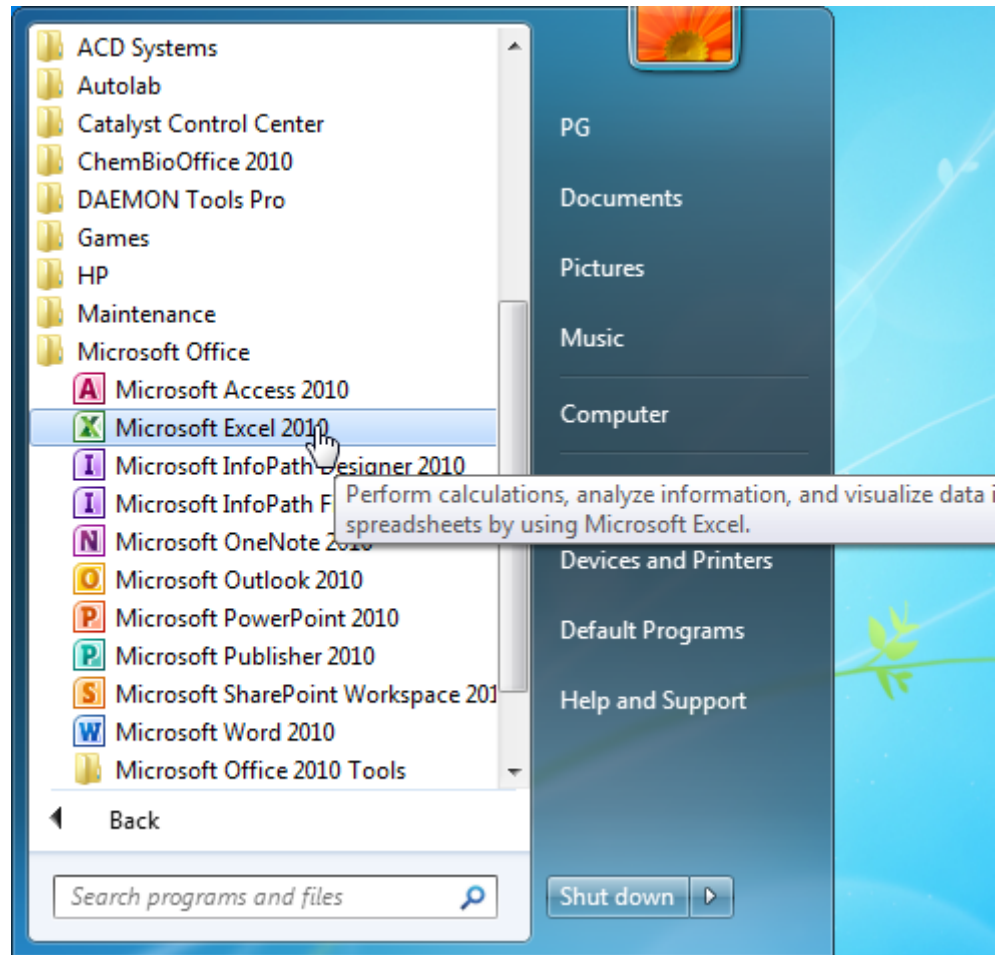 ACD Systems
Autolab
Catalyst Control Center
ChemBioOffice 2010
DAEMON Tools Pro
Games
HP
Maintenance
Microsoft Office
Microsoft Access 2010
Microsoft Excel 2010
Microsoft InfoPath Designer 2010
Microsoft InfoPath F
Microsoft OneNote 2010
Microsoft Outlook 2010
Microsoft PowerPoint 2010
Microsoft Publisher 2010
Microsoft SharePoint Workspace 201
Microsoft Word 2010
Microsoft Office 2010 Tools
Back
Search programs and files
PG
Documents
Pictures
Music
Computer
Perform calculations, analyze information, and visualize data i
spreadsheets by using Microsoft Excel.
Devices and Printers
Default Programs
Help and Support
Shut down